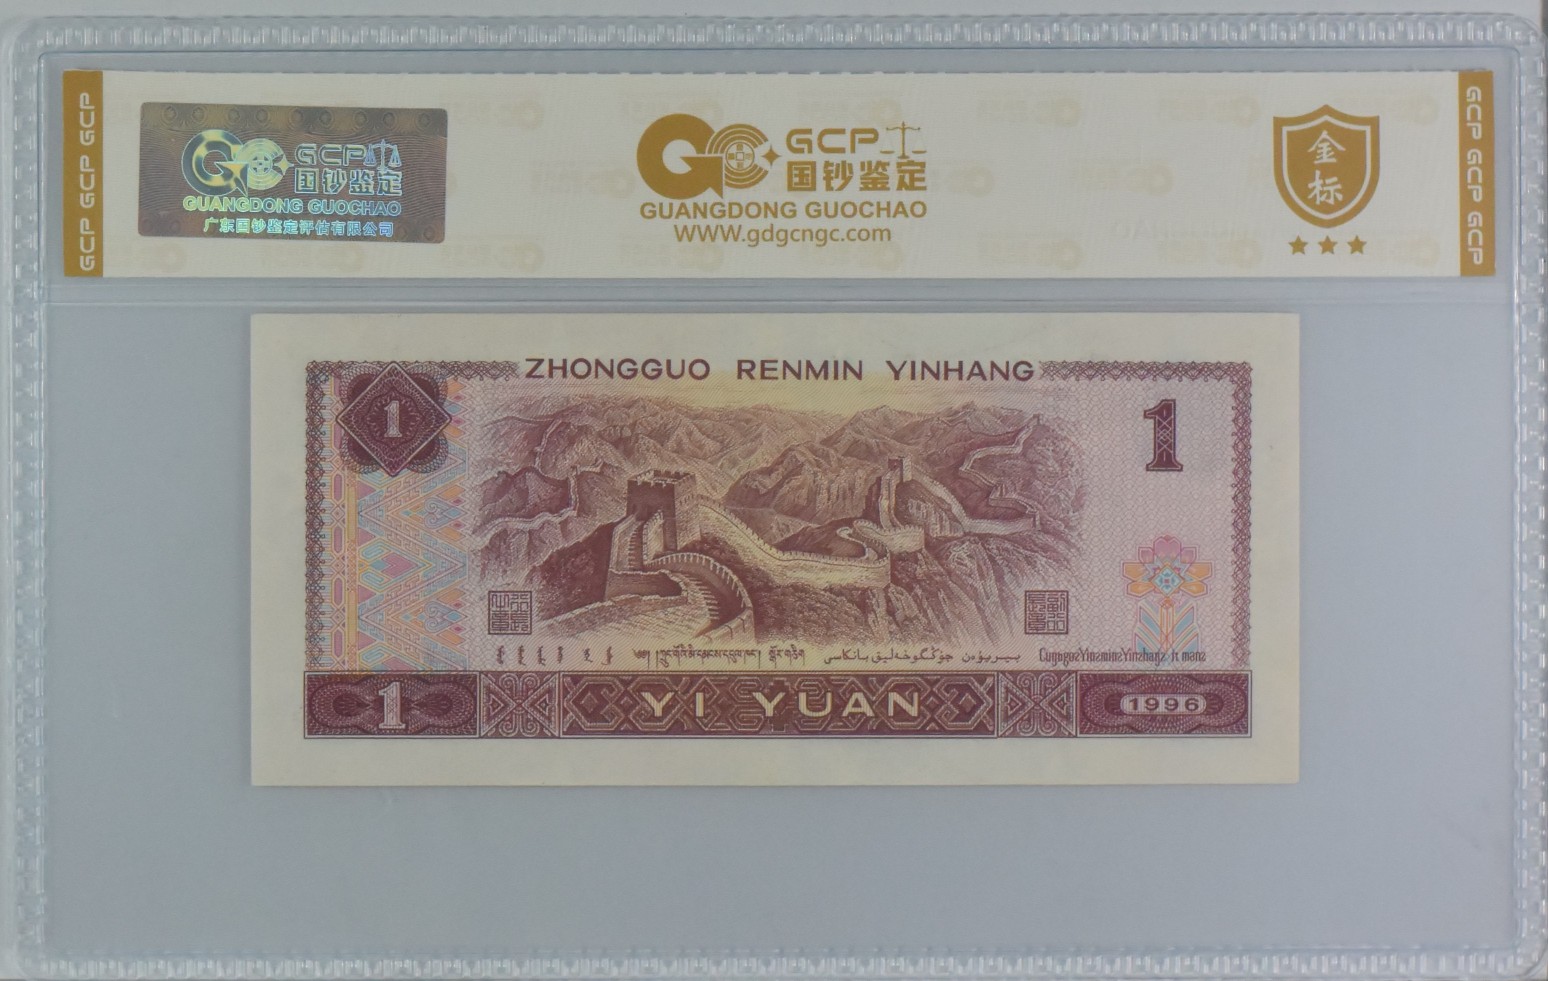 GCP GCP GCP
GCP
国钞鉴定
GUANGDONG GUOCHAO
广东国钞鉴定评估有限公司
GCP
国钞鉴定
GUANGDONG GUOCHAO
WWW.gdgcngc.com
金标
GCP GCP GCP
ZHONGGUO RENMIN YINHANG
1
1
1
YI YUAN
1996